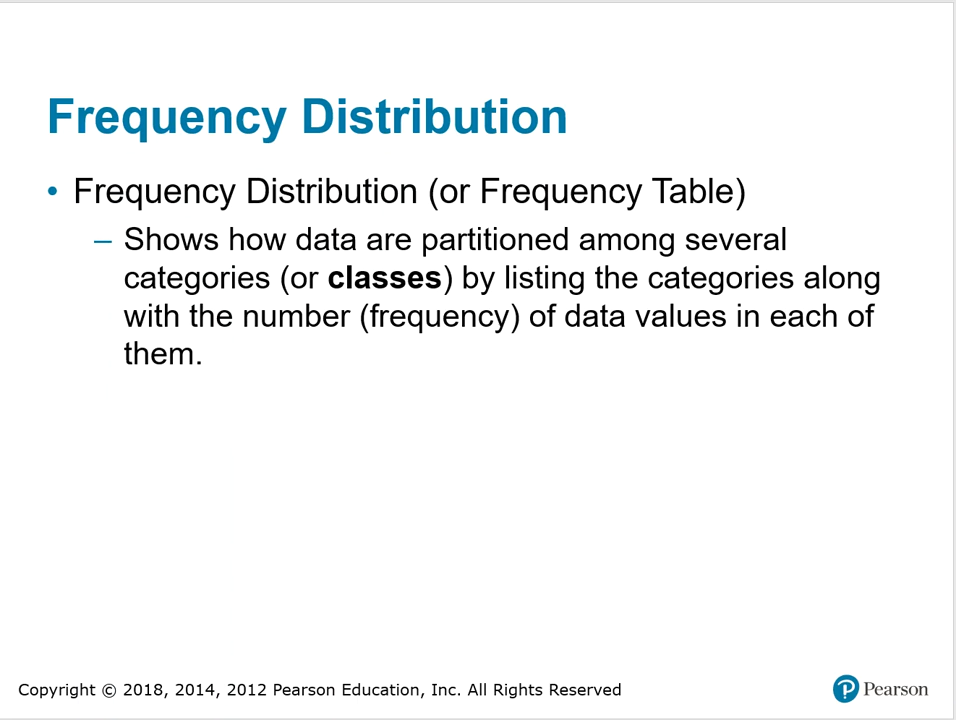 Frequency Distribution
• Frequency Distribution (or Frequency Table)
– Shows how data are partitioned among several
categories (or classes) by listing the categories along
with the number (frequency) of data values in each of
them.
Copyright © 2018, 2014, 2012 Pearson Education, Inc. All Rights Reserved
P Pearson